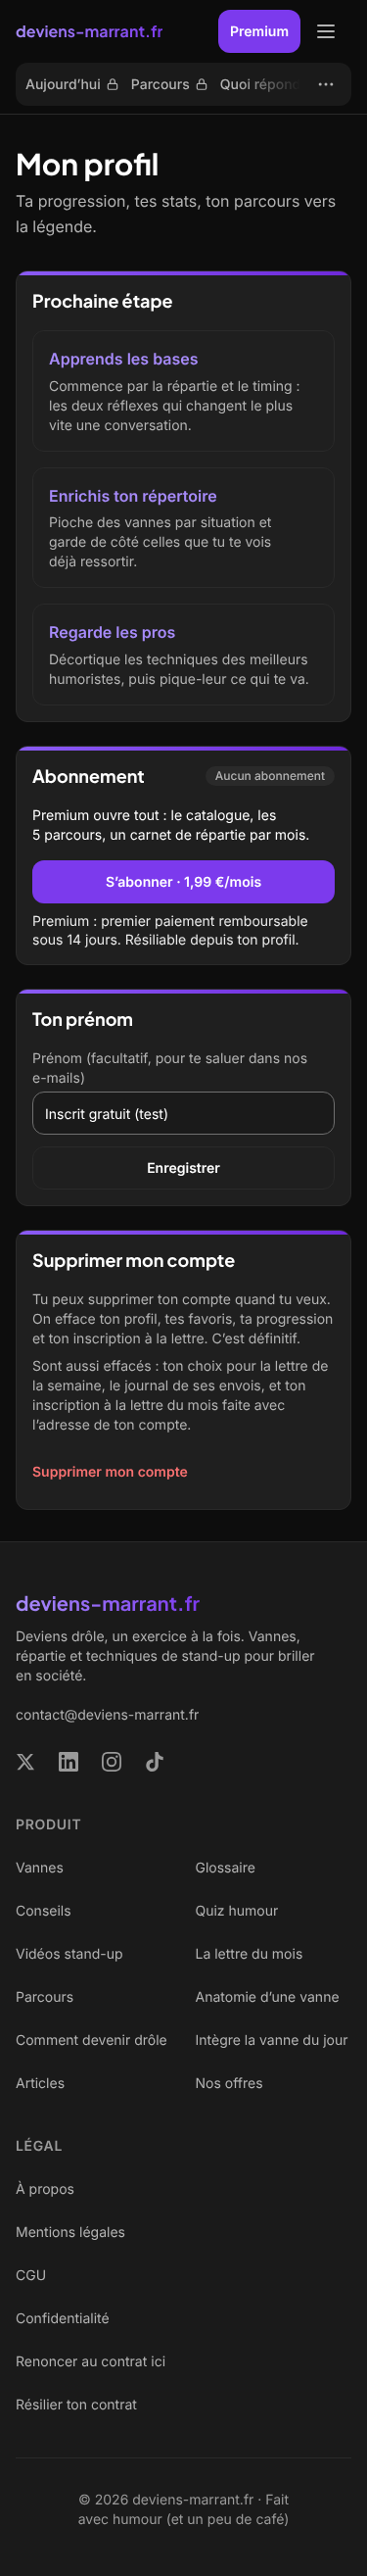 deviens-marrant.fr
Premium
Aujourd’hui
Parcours
Quoi répond
Mon profil
Ta progression, tes stats, ton parcours vers
la légende.
Prochaine étape
Apprends les bases
Commence par la répartie et le timing :
les deux réflexes qui changent le plus
vite une conversation.
Enrichis ton répertoire
Pioche des vannes par situation et
garde de côté celles que tu te vois
déjà ressortir.
Regarde les pros
Décortique les techniques des meilleurs
humoristes, puis pique-leur ce qui te va.
Abonnement
Aucun abonnement
Premium ouvre tout : le catalogue, les
5 parcours, un carnet de répartie par mois.
S’abonner · 1,99 €/mois
Premium : premier paiement remboursable
sous 14 jours. Résiliable depuis ton profil.
Ton prénom
Prénom (facultatif, pour te saluer dans nos
e-mails)
Inscrit gratuit (test)
Enregistrer
Supprimer mon compte
Tu peux supprimer ton compte quand tu veux.
On efface ton profil, tes favoris, ta progression
et ton inscription à la lettre. C’est définitif.
Sont aussi effacés : ton choix pour la lettre de
la semaine, le journal de ses envois, et ton
inscription à la lettre du mois faite avec
l’adresse de ton compte.
Supprimer mon compte
deviens-marrant.fr
Deviens drôle, un exercice à la fois. Vannes,
répartie et techniques de stand-up pour briller
en société.
contact@deviens-marrant.fr
PRODUIT
Vannes
Glossaire
Conseils
Quiz humour
Vidéos stand-up
La lettre du mois
Parcours
Anatomie d’une vanne
Comment devenir drôle
Intègre la vanne du jour
Articles
Nos offres
LÉGAL
À propos
Mentions légales
CGU
Confidentialité
Renoncer au contrat ici
Résilier ton contrat
© 2026 deviens-marrant.fr · Fait
avec humour (et un peu de café)